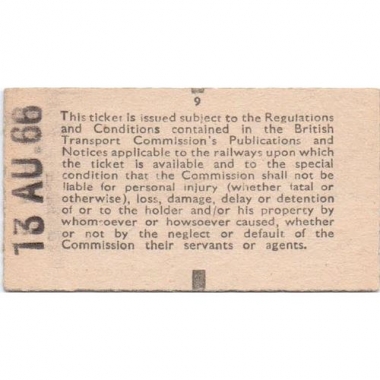 9
This ticket is issued subject to the Regulations
and Conditions contained in the British
Transport Commission's Publications and
Notices applicable to the railways upon which
the ticket is available and to the special
condition that the Commission shall not be
liable for personal injury (whether fatal or
otherwise), loss, damage, delay or detention
of or to the holder and/or his property by
whom-oever or howsoever caused, whether
or not by the neglect or default of the
Commission their servants or agents.
13 AU.66